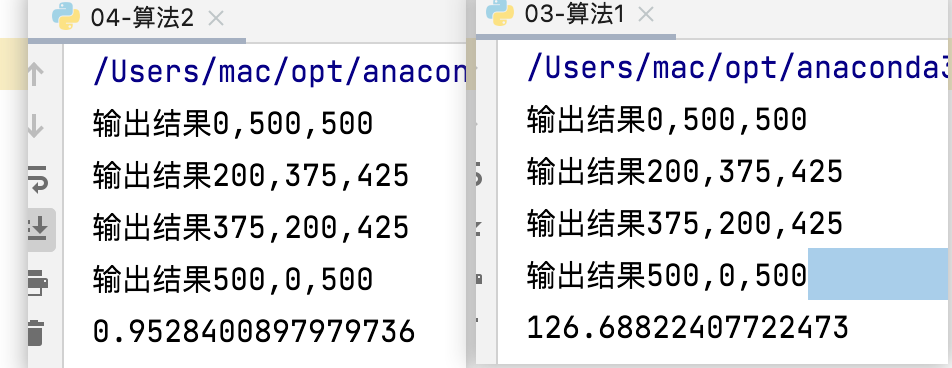 04-算法2
/Users/mac/opt/anacon
输出结果0,500,500
输出结果200,375,425
输出结果375,200,425
输出结果500,0,500
0.9528400897979736
03-算法1
/Users/mac/opt/anaconda3
输出结果0,500,500
输出结果200,375,425
输出结果375,200,425
输出结果500,0,500
126.68822407722473